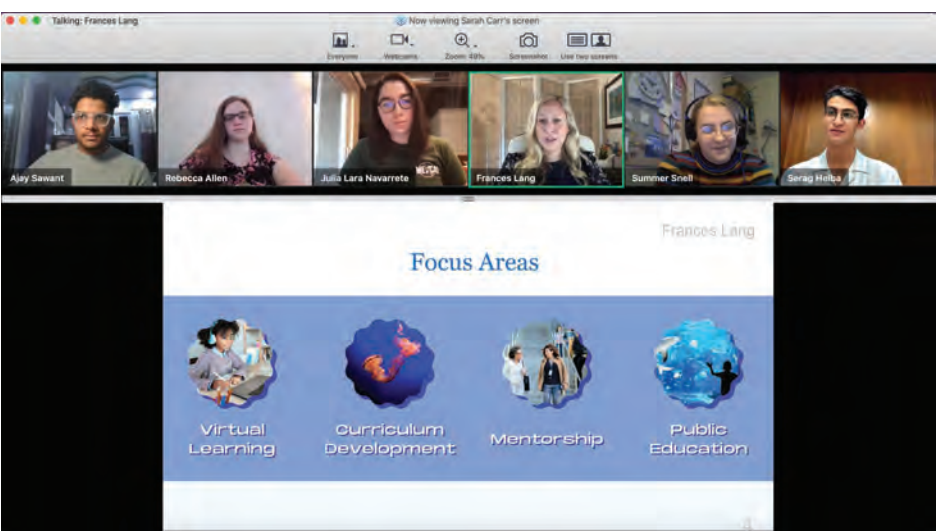 Talking: Frances Lang
Now viewing Sarah Carr's screen
Everyone
Webcams
Zoom: 49%
Screenshot
Use two screens
Ajay Sawant
Rebecca Allen
Julia Lara Navarrete
Frances Lang
Summer Snell
Serag Heiba
Frances Lang
Focus Areas
Virtual
Learning
Curriculum
Development
Mentorship
Public
Education
4